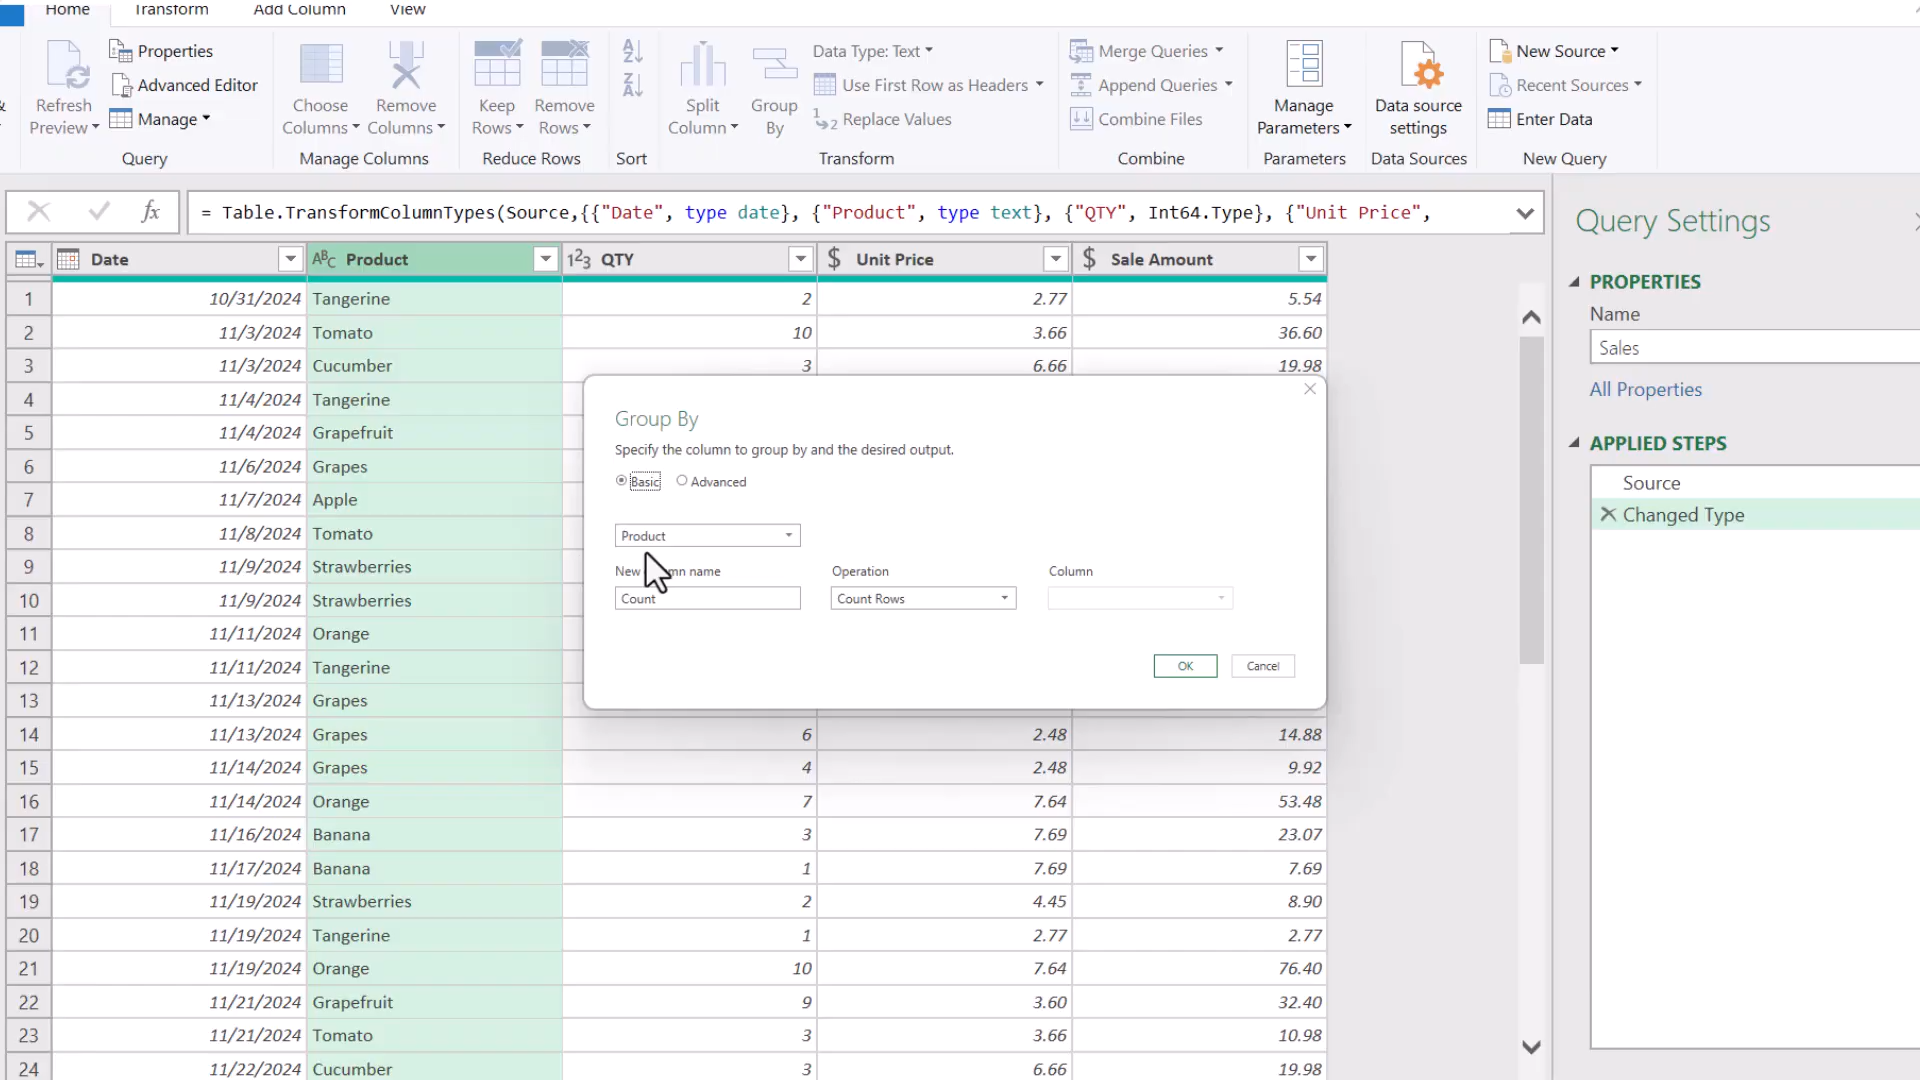 Home Transform Add Column View
Refresh Preview
Properties
Advanced Editor
Manage
Query
Choose Columns
Remove Columns
Manage Columns
Keep Rows
Remove Rows
Reduce Rows
Sort
Split Column
Group By
Data Type: Text
Use First Row as Headers
Replace Values
Transform
Merge Queries
Append Queries
Combine Files
Combine
Manage Parameters
Parameters
Data source settings
Data Sources
New Source
Recent Sources
Enter Data
New Query
fx = Table.TransformColumnTypes(Source,{{"Date", type date}, {"Product", type text}, {"QTY", Int64.Type}, {"Unit Price",
Date ABC Product 123 QTY $ Unit Price $ Sale Amount
1 10/31/2024 Tangerine 2 2.77 5.54
2 11/3/2024 Tomato 10 3.66 36.60
3 11/3/2024 Cucumber 3 6.66 19.98
4 11/4/2024 Tangerine
5 11/4/2024 Grapefruit
6 11/6/2024 Grapes
7 11/7/2024 Apple
8 11/8/2024 Tomato
9 11/9/2024 Strawberries
10 11/9/2024 Strawberries
11 11/11/2024 Orange
12 11/11/2024 Tangerine
13 11/13/2024 Grapes
14 11/13/2024 Grapes 6 2.48 14.88
15 11/14/2024 Grapes 4 2.48 9.92
16 11/14/2024 Orange 7 7.64 53.48
17 11/16/2024 Banana 3 7.69 23.07
18 11/17/2024 Banana 1 7.69 7.69
19 11/19/2024 Strawberries 2 4.45 8.90
20 11/19/2024 Tangerine 1 2.77 2.77
21 11/19/2024 Orange 10 7.64 76.40
22 11/21/2024 Grapefruit 9 3.60 32.40
23 11/21/2024 Tomato 3 3.66 10.98
24 11/22/2024 Cucumber 3 6.66 19.98
Group By
Specify the column to group by and the desired output.
Basic Advanced
Product
New name Operation Column
Count Count Rows
OK Cancel
Query Settings
PROPERTIES
Name
Sales
All Properties
APPLIED STEPS
Source
Changed Type